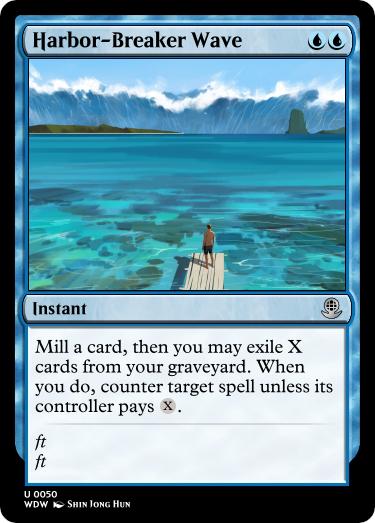 Harbor-Breaker Wave
Instant
Mill a card, then you may exile X
cards from your graveyard. When
you do, counter target spell unless its
controller pays X.
ft
ft
U 0050
WDW Shin Jong Hun